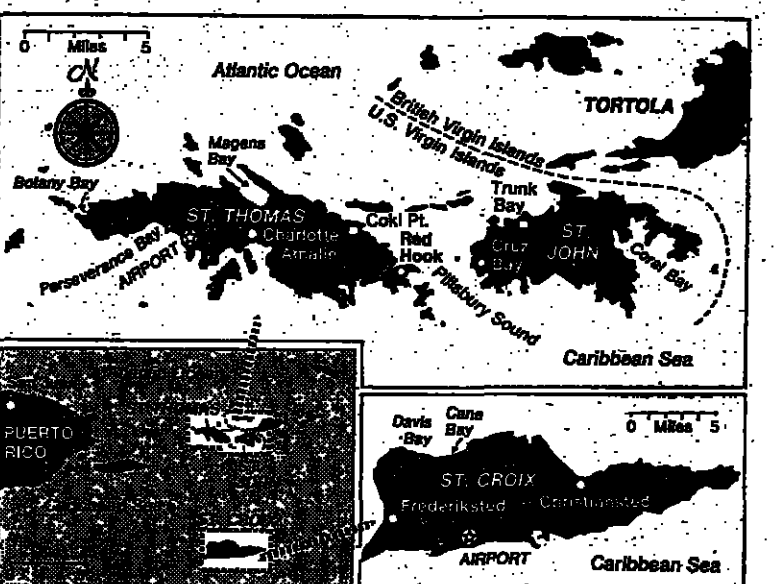 0 Miles 5
N
Atlantic Ocean
TORTOLA
British Virgin Islands
U.S. Virgin Islands
Magens
Bay
Botany Bay
Trunk
Bay
ST. THOMAS
Charlotte
Amalie
Coki Pt.
Red
Hook
Cruz
Bay
ST.
JOHN
Coral Bay
Perseverance Bay
AIRPORT
Pillsbury Sound
Caribbean Sea
PUERTO
RICO
Davis
Bay
Cane
Bay
0 Miles 5
ST. CROIX
Frederiksted
Christiansted
AIRPORT
Caribbean Sea